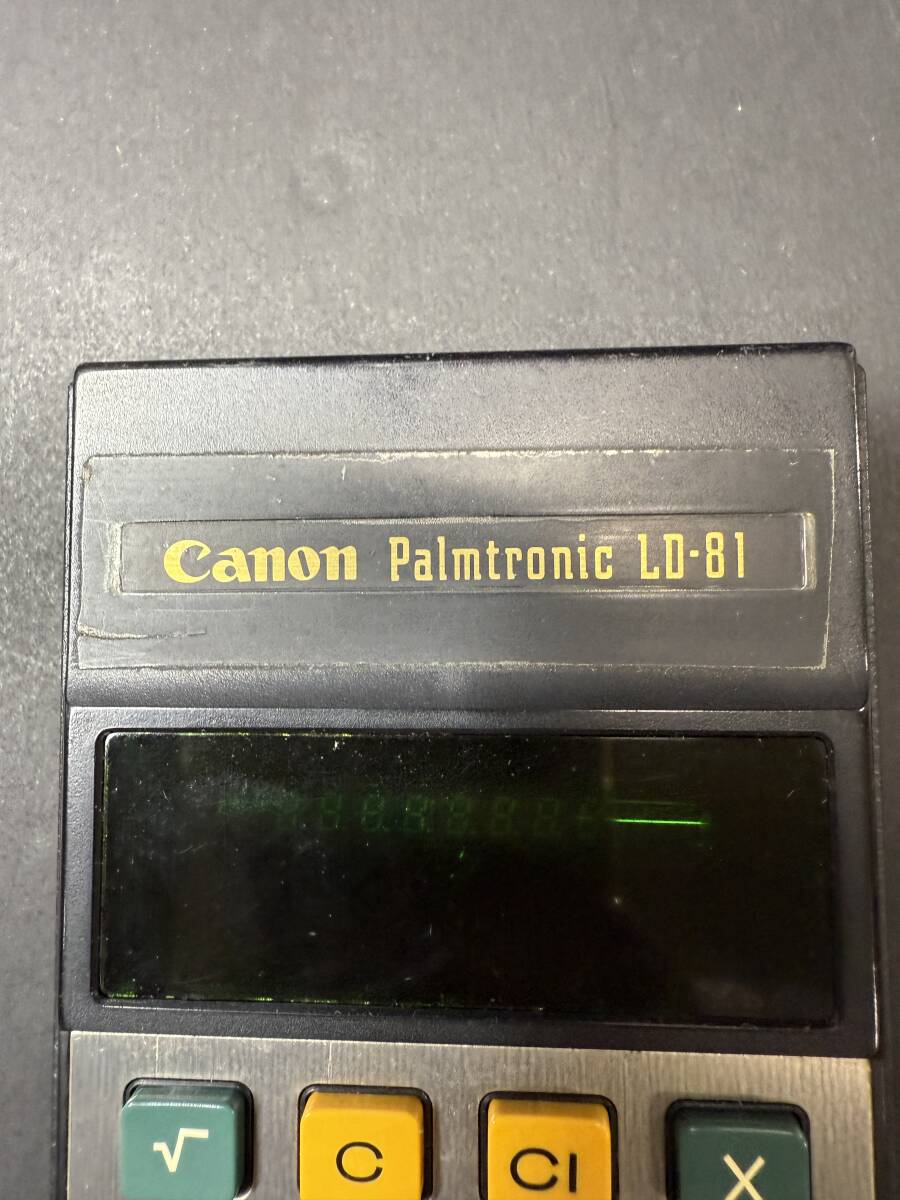 Canon Palmtronic LD-81
√ C CI X